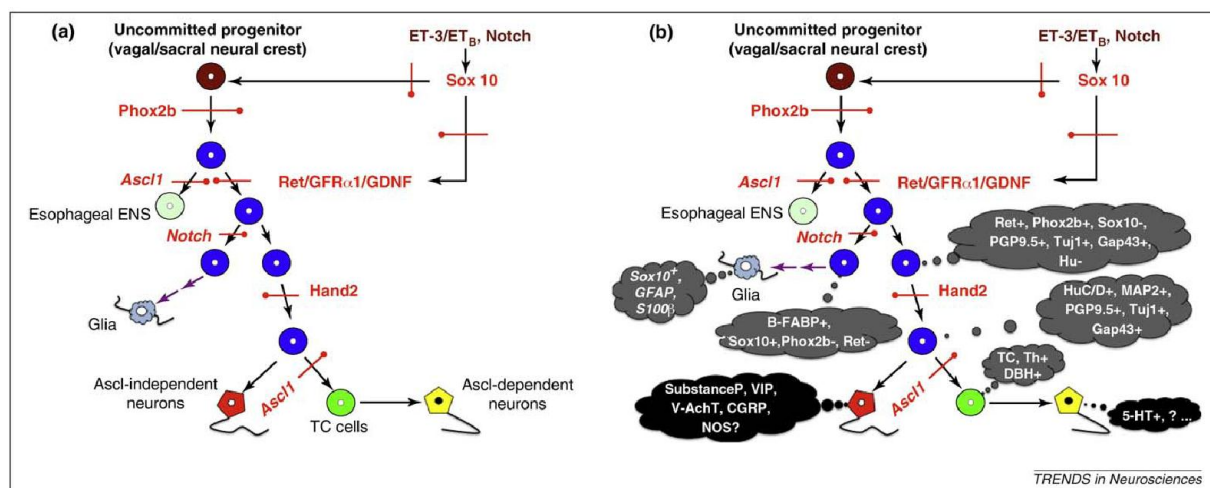 (a)
Uncommitted progenitor
(vagal/sacral neural crest)
ET-3/ETB, Notch
Sox 10
Phox2b
Ascl1
Ret/GFRα1/GDNF
Esophageal ENS
Notch
Glia
Hand2
Ascl-independent
neurons
Ascl1
TC cells
Ascl-dependent
neurons
(b)
Uncommitted progenitor
(vagal/sacral neural crest)
ET-3/ETB, Notch
Sox 10
Phox2b
Ascl1
Ret/GFRα1/GDNF
Esophageal ENS
Notch
Ret+, Phox2b+, Sox10-,
PGP9.5+, Tuj1+, Gap43+,
Hu-
Sox10+,
GFAP,
S100β
Glia
Hand2
B-FABP+,
Sox10+,Phox2b-, Ret-
HuC/D+, MAP2+,
PGP9.5+, Tuj1+,
Gap43+
TC, Th+
DBH+
SubstanceP, VIP,
V-AchT, CGRP,
NOS?
Ascl1
5-HT+, ? ...
TRENDS in Neurosciences